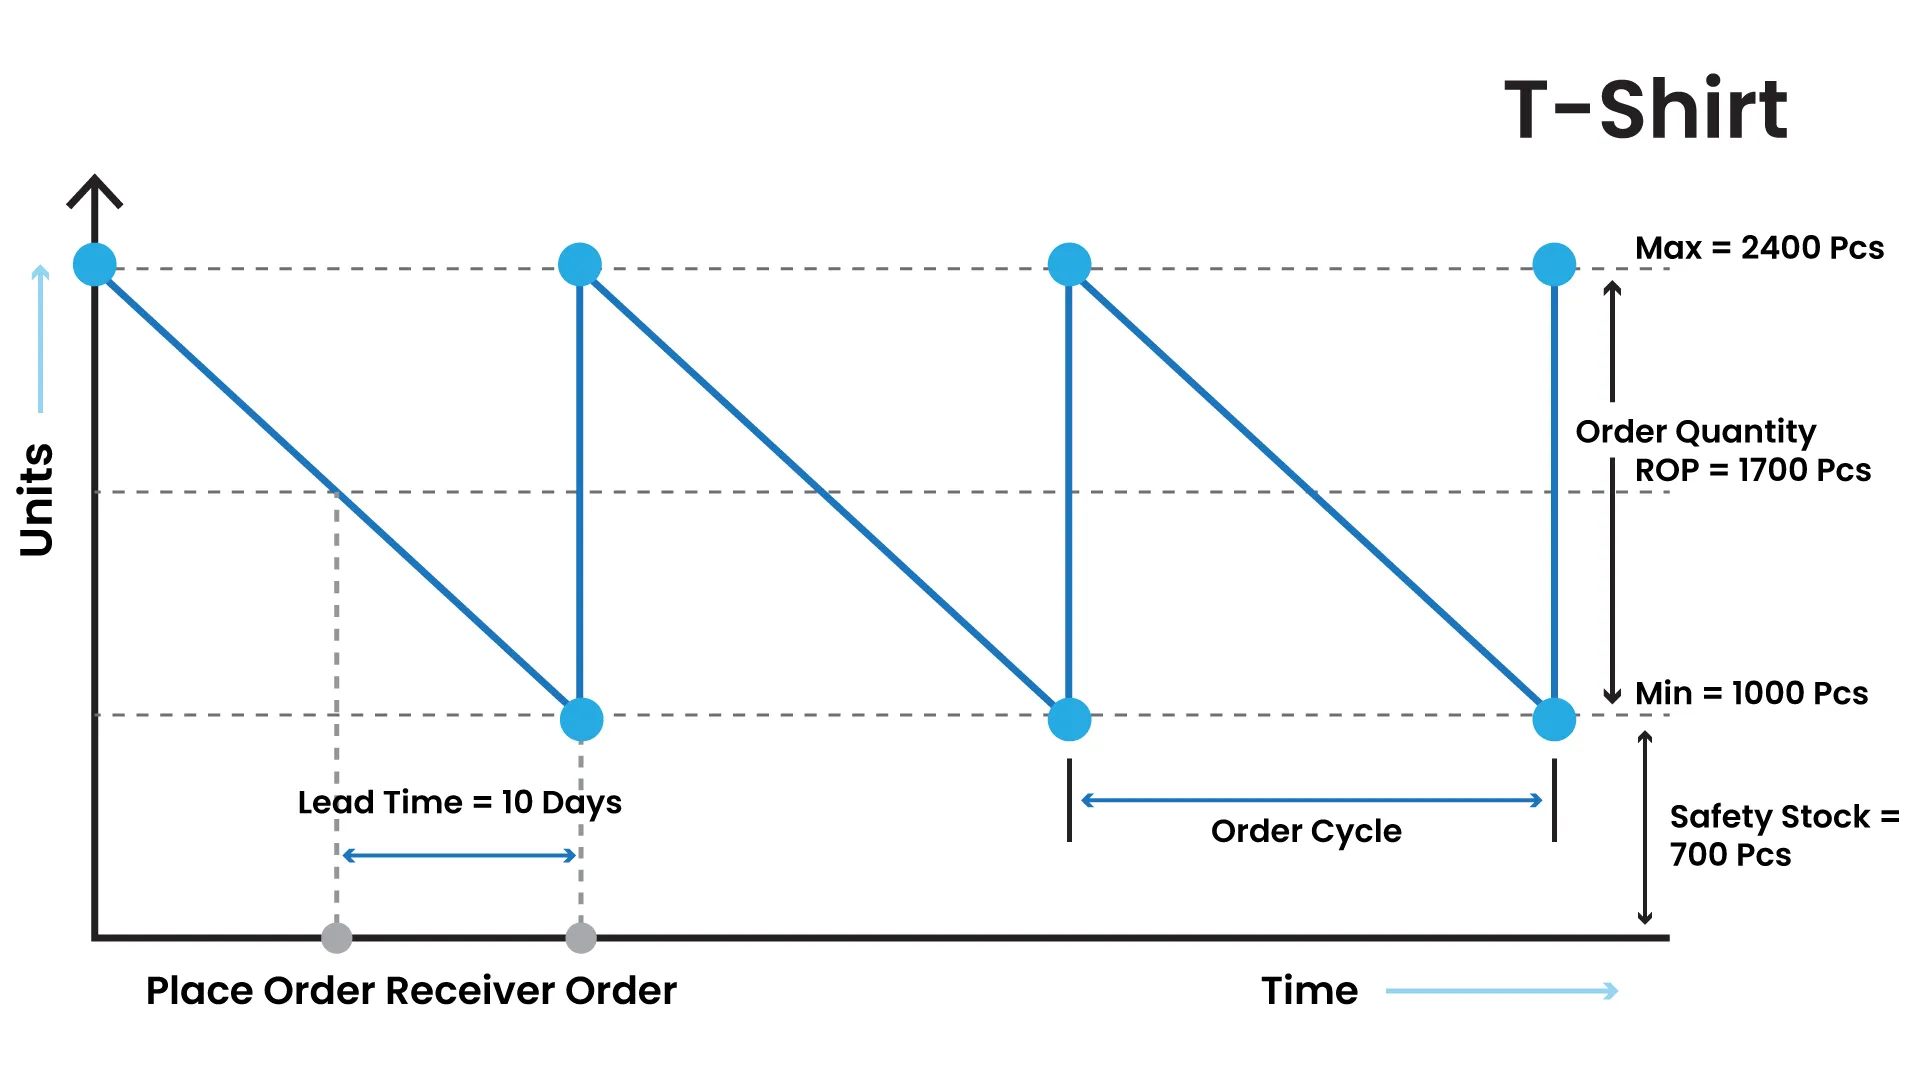 T-Shirt
Max = 2400 Pcs
Units
Order Quantity
ROP = 1700 Pcs
Min = 1000 Pcs
Lead Time = 10 Days
Order Cycle
Safety Stock =
700 Pcs
Place Order Receiver Order
Time